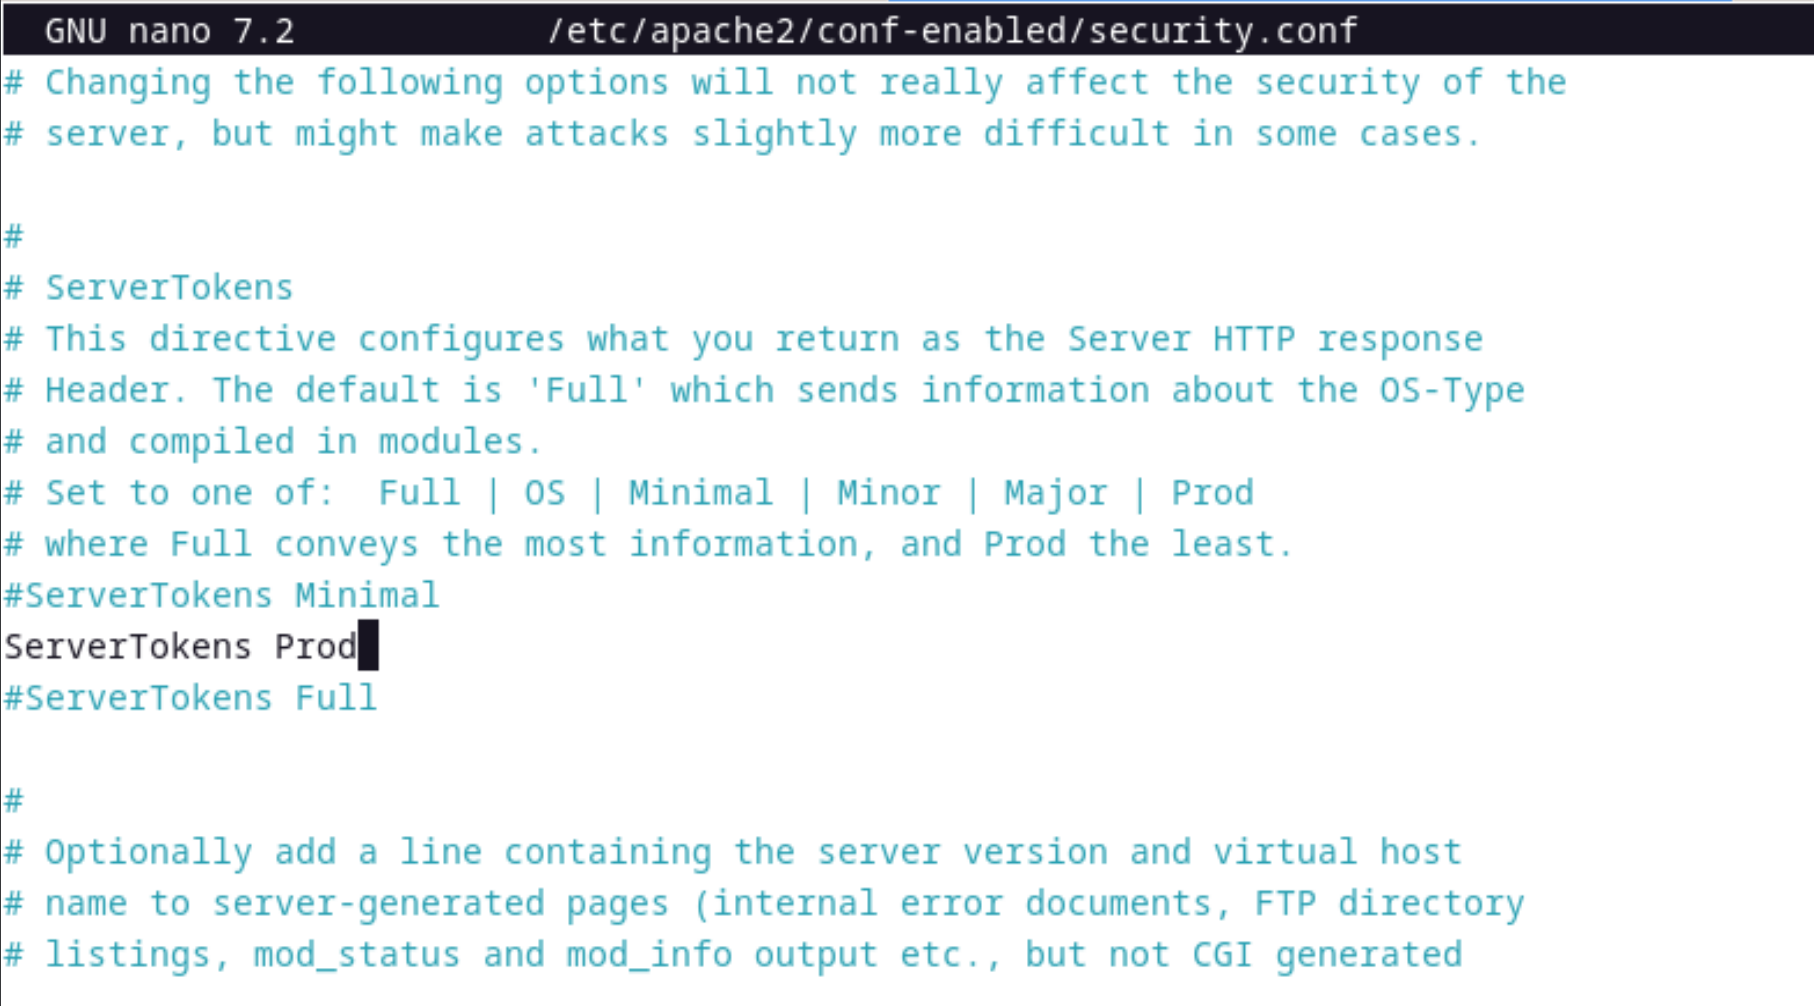 GNU nano 7.2 /etc/apache2/conf-enabled/security.conf
# Changing the following options will not really affect the security of the
# server, but might make attacks slightly more difficult in some cases.
#
# ServerTokens
# This directive configures what you return as the Server HTTP response
# Header. The default is 'Full' which sends information about the OS-Type
# and compiled in modules.
# Set to one of:  Full | OS | Minimal | Minor | Major | Prod
# where Full conveys the most information, and Prod the least.
#ServerTokens Minimal
ServerTokens Prod
#ServerTokens Full
#
# Optionally add a line containing the server version and virtual host
# name to server-generated pages (internal error documents, FTP directory
# listings, mod_status and mod_info output etc., but not CGI generated